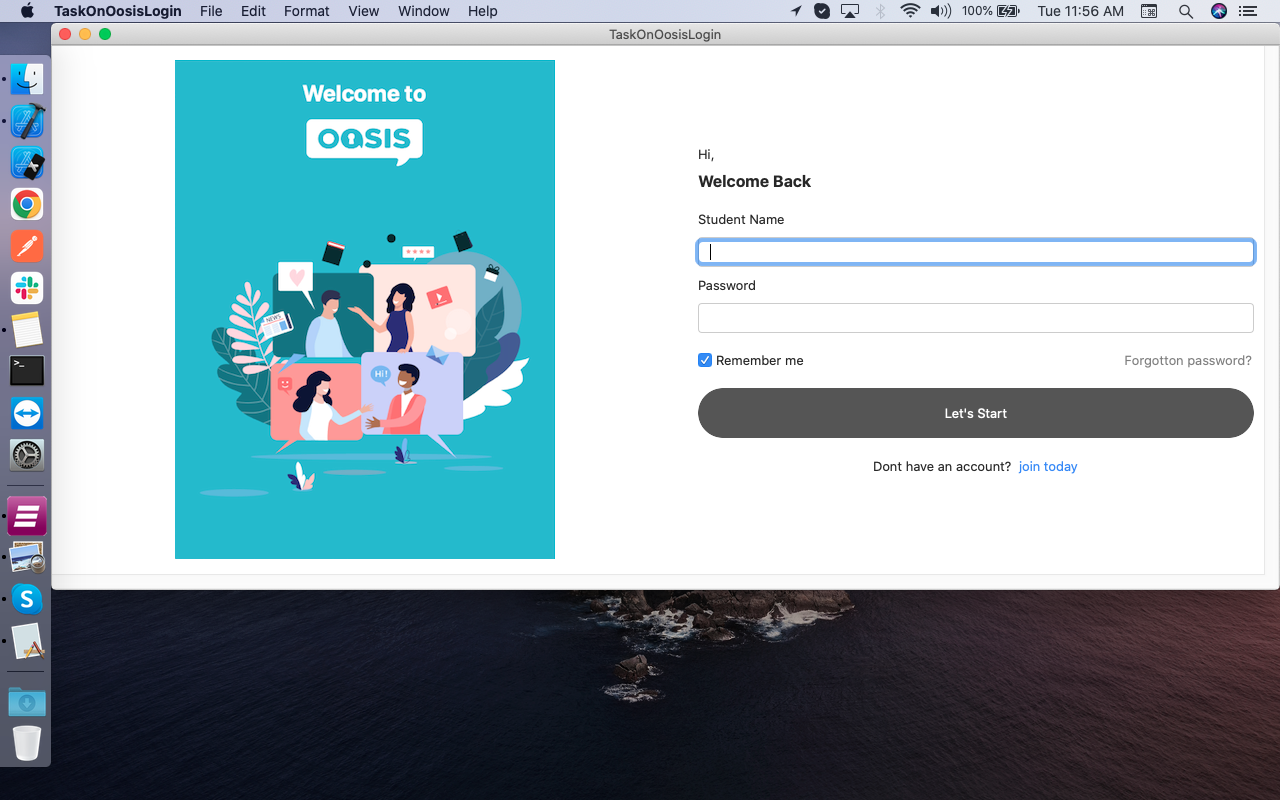 TaskOnOosisLogin File Edit Format View Window Help 100% Tue 11:56 AM
TaskOnOosisLogin
Welcome to
OOSIS
NEWS
Hi!
Hi,
Welcome Back
Student Name
Password
Remember me Forgotton password?
Let's Start
Dont have an account? join today